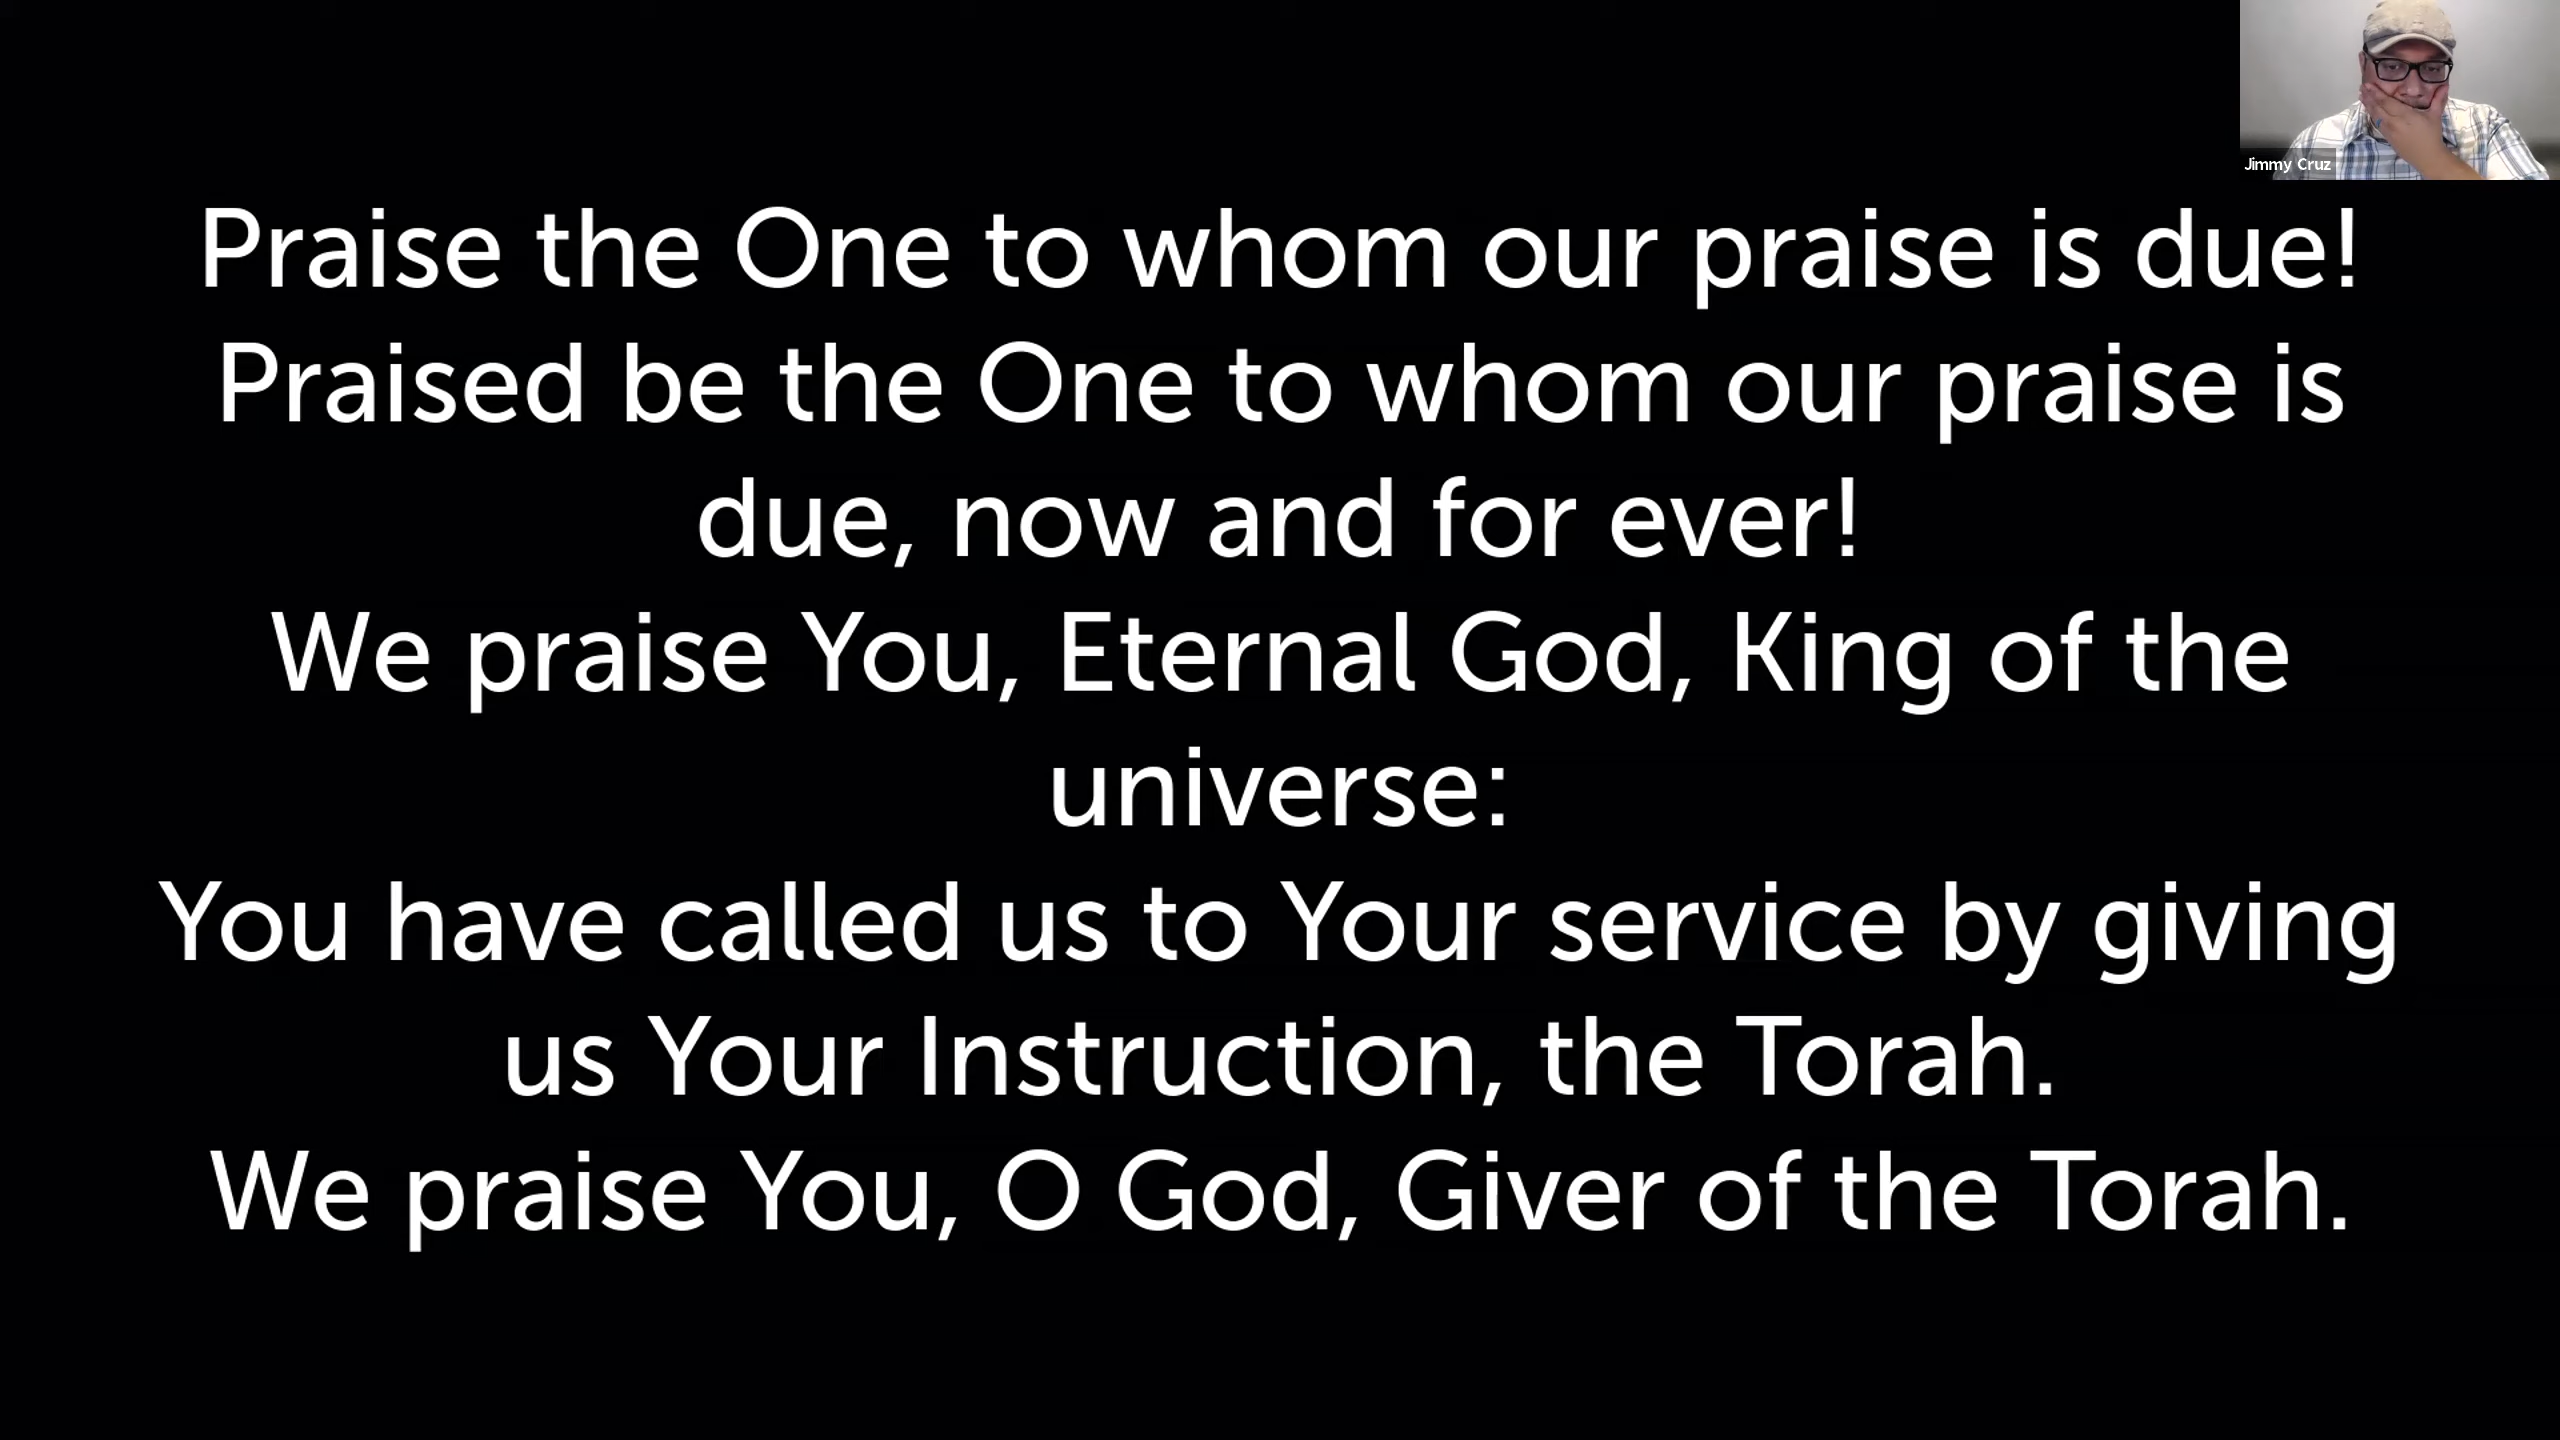 Jimmy Cruz
Praise the One to whom our praise is due!
Praised be the One to whom our praise is
due, now and for ever!
We praise You, Eternal God, King of the
universe:
You have called us to Your service by giving
us Your Instruction, the Torah.
We praise You, O God, Giver of the Torah.